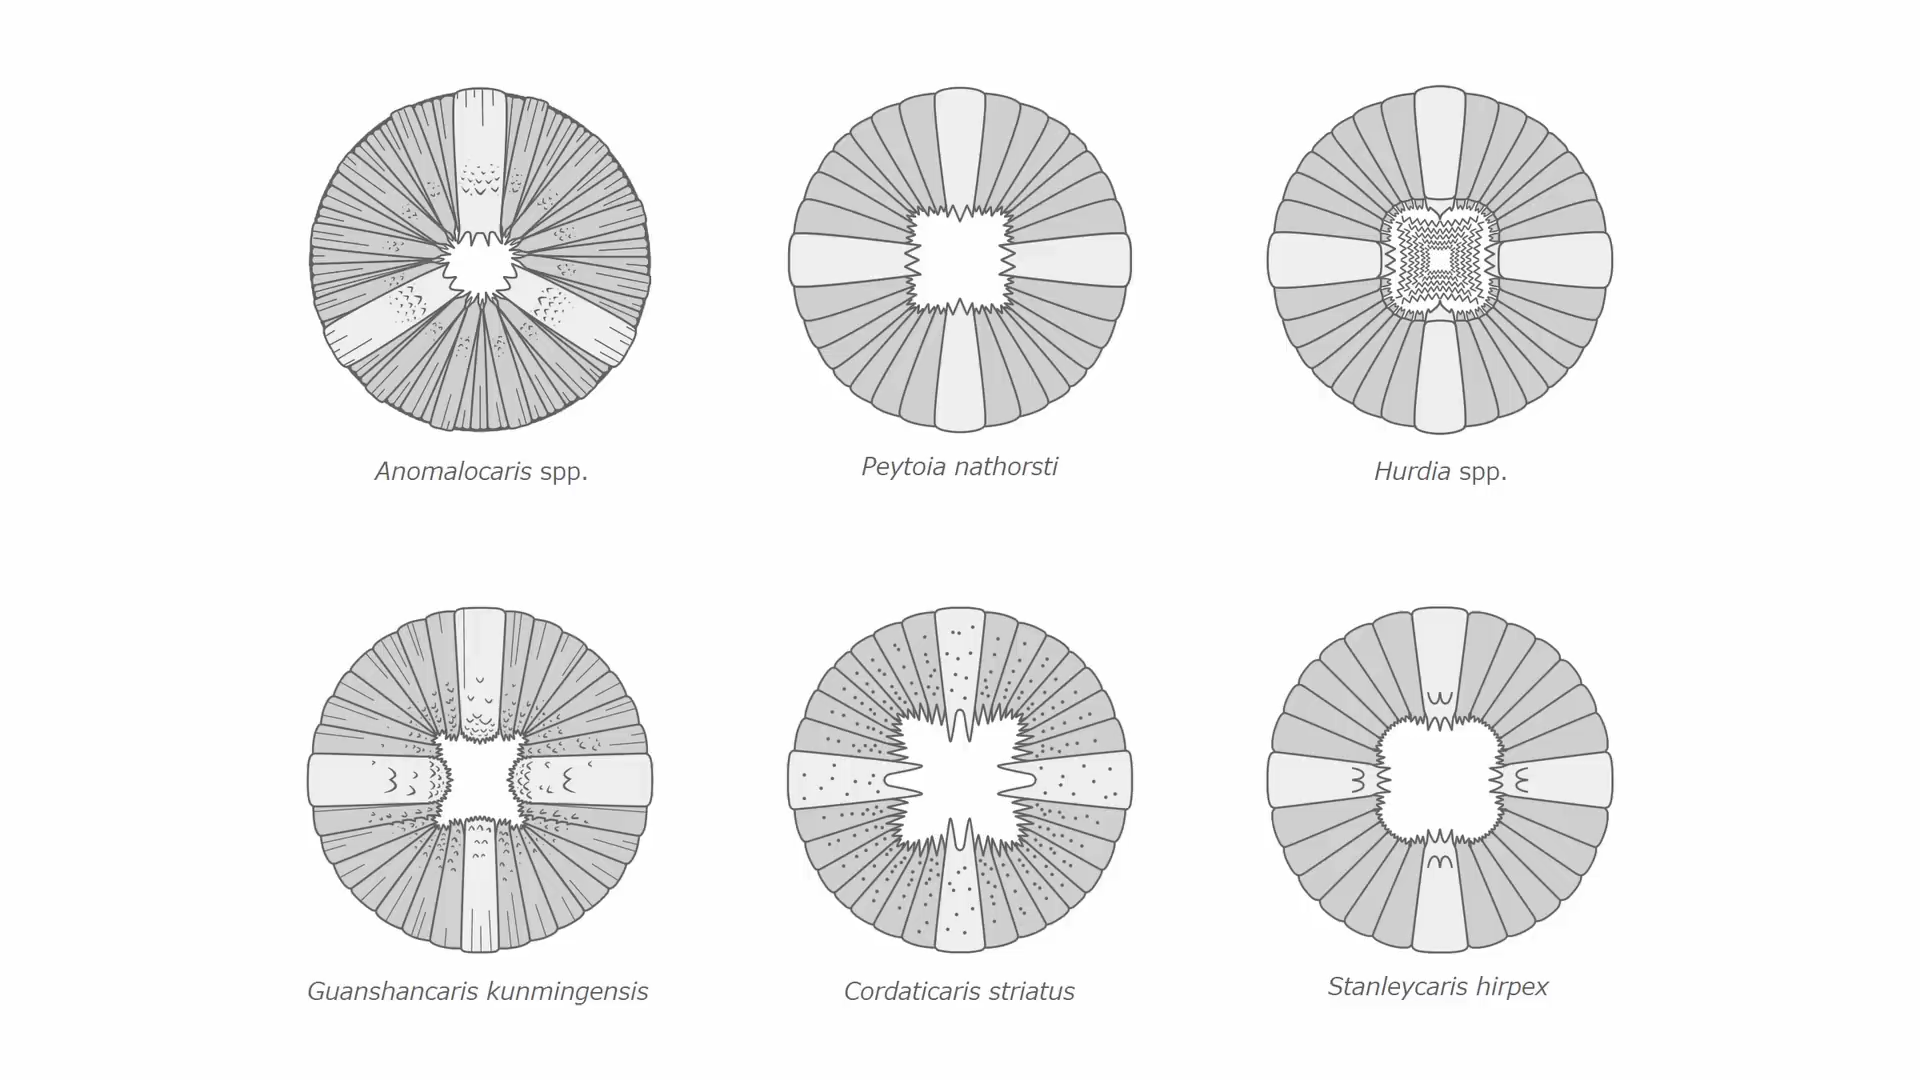 Anomalocaris spp.
Peytoia nathorsti
Hurdia spp.
Guanshancaris kunmingensis
Cordaticaris striatus
Stanleycaris hirpex